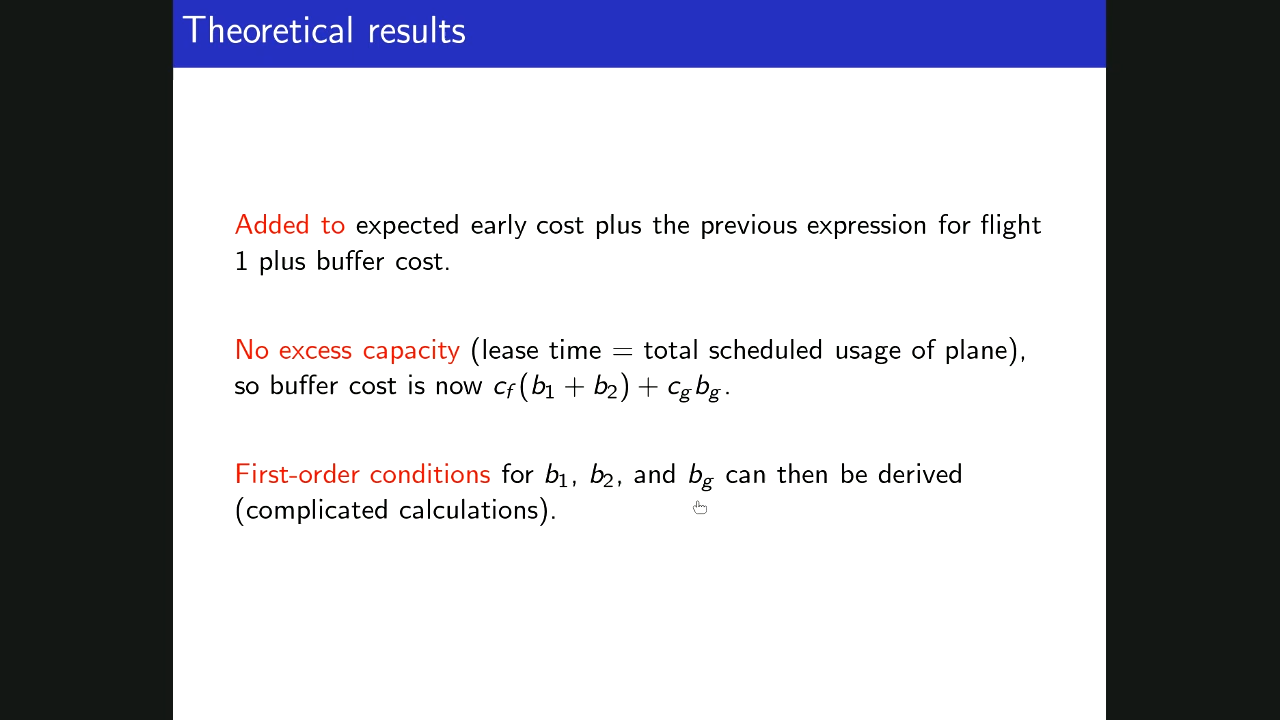 Theoretical results
Added to expected early cost plus the previous expression for flight
1 plus buffer cost.
No excess capacity (lease time = total scheduled usage of plane),
so buffer cost is now c_f(b_1 + b_2) + c_g b_g.
First-order conditions for b_1, b_2, and b_g can then be derived
(complicated calculations).